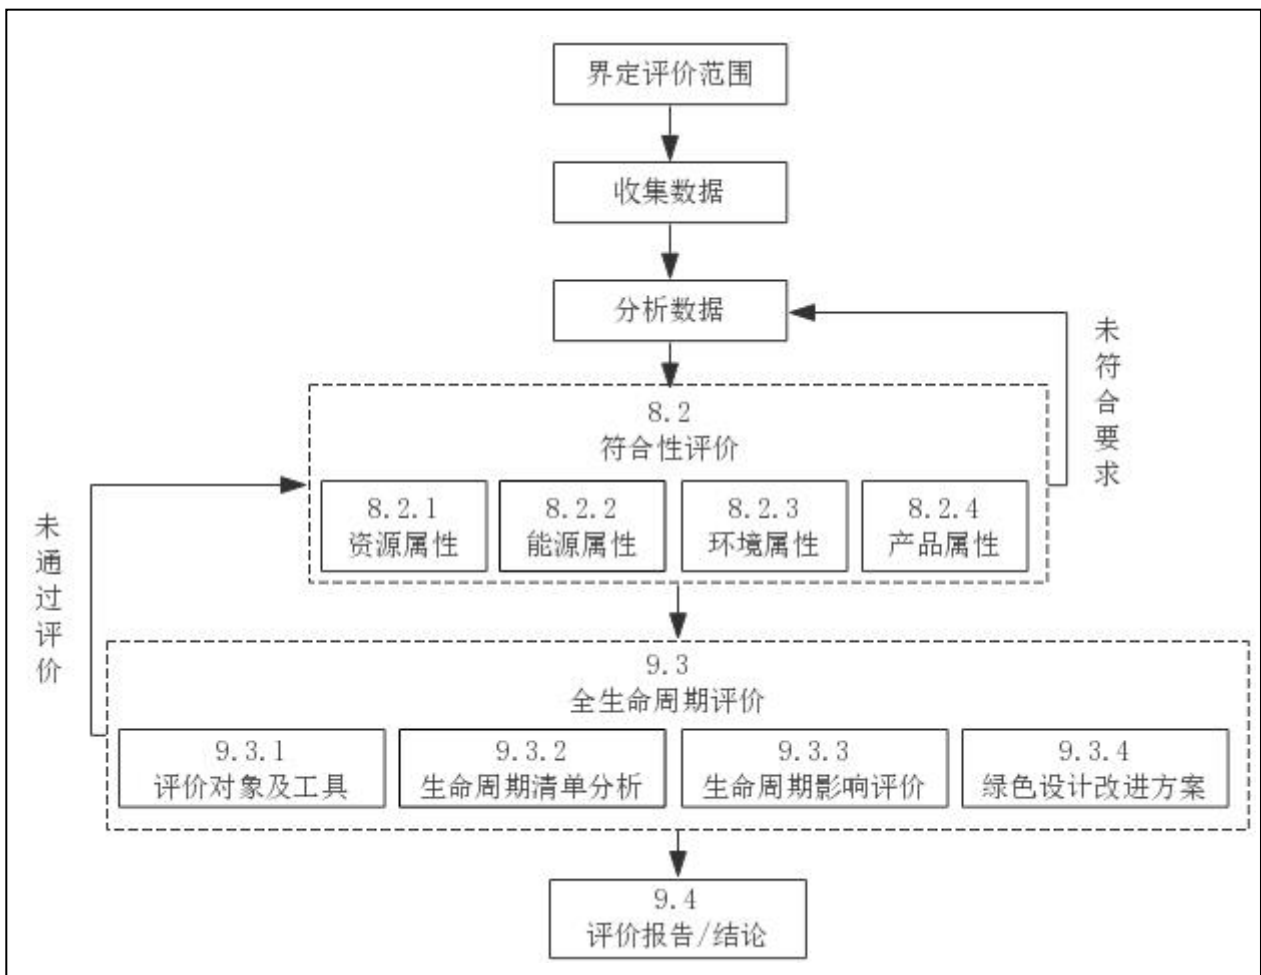 界定评价范围
收集数据
分析数据
未符合要求
8.2
符合性评价
8.2.1
资源属性
8.2.2
能源属性
8.2.3
环境属性
8.2.4
产品属性
未通过评价
9.3
全生命周期评价
9.3.1
评价对象及工具
9.3.2
生命周期清单分析
9.3.3
生命周期影响评价
9.3.4
绿色设计改进方案
9.4
评价报告/结论